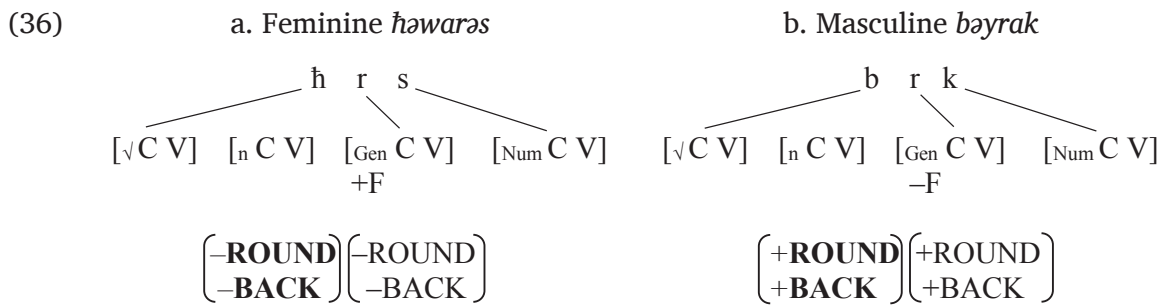 (36) a. Feminine ħəwarəs b. Masculine bəyrak
ħ r s b r k
[√ C V] [n C V] [Gen C V] [Num C V] [√ C V] [n C V] [Gen C V] [Num C V]
+F –F
–ROUND –ROUND +ROUND +ROUND
–BACK –BACK +BACK +BACK